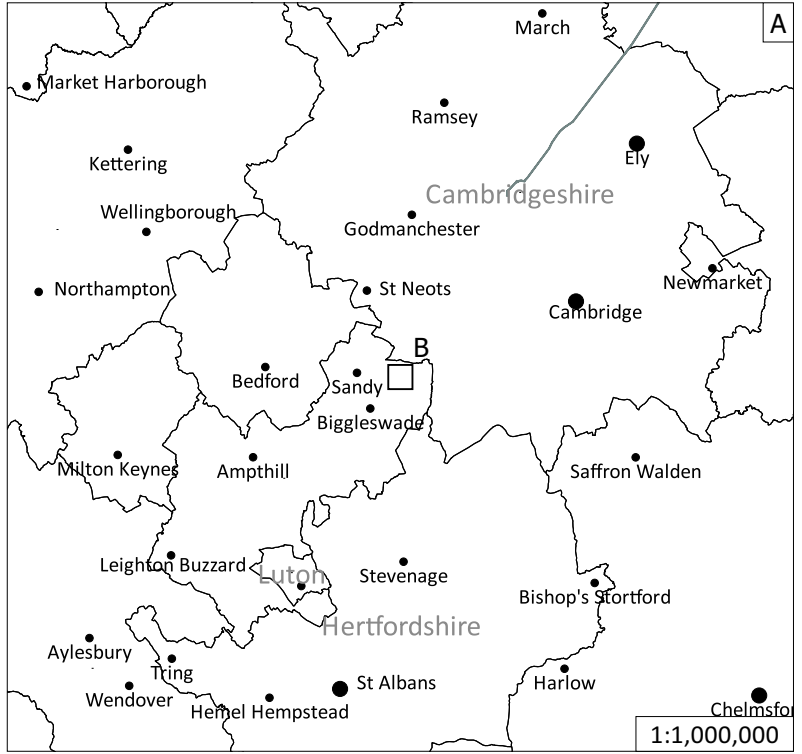 March
A
Market Harborough
Ramsey
Kettering
Ely
Cambridgeshire
Wellingborough
Godmanchester
Newmarket
Northampton
St Neots
Cambridge
B
Bedford
Sandy
Biggleswade
Milton Keynes
Ampthill
Saffron Walden
Leighton Buzzard
Luton
Stevenage
Bishop's Stortford
Hertfordshire
Aylesbury
Tring
St Albans
Harlow
Wendover
Hemel Hempstead
Chelmsfor
1:1,000,000